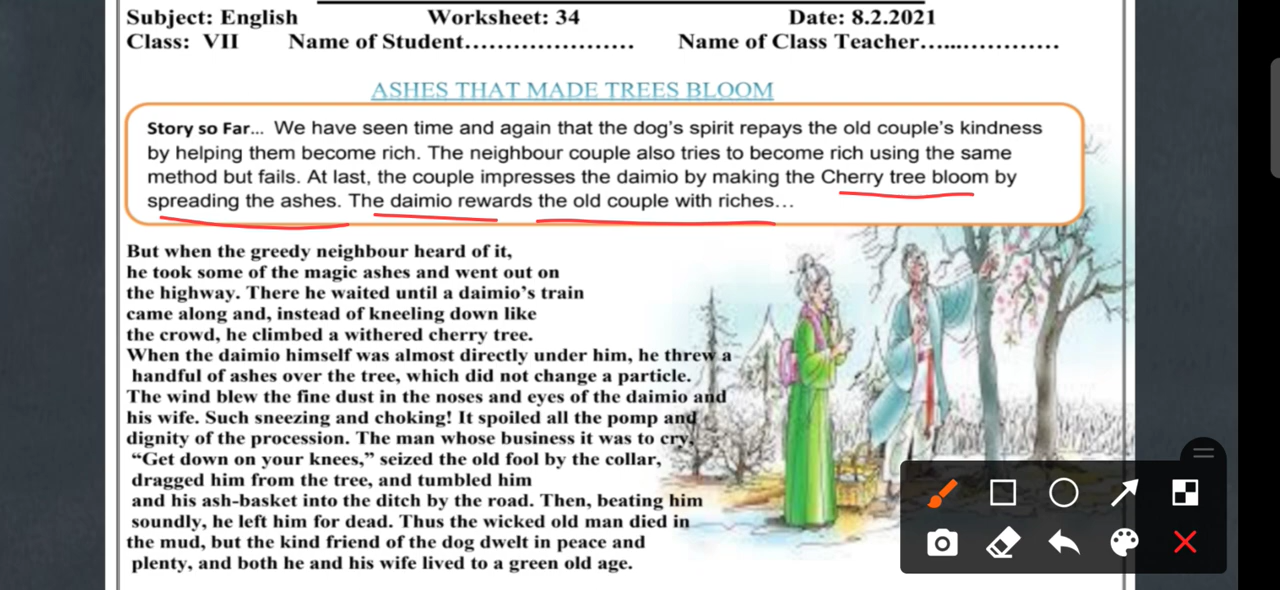 Subject: English Worksheet: 34 Date: 8.2.2021
Class: VII Name of Student..................... Name of Class Teacher.....................
ASHES THAT MADE TREES BLOOM
Story so Far... We have seen time and again that the dog's spirit repays the old couple's kindness
by helping them become rich. The neighbour couple also tries to become rich using the same
method but fails. At last, the couple impresses the daimio by making the Cherry tree bloom by
spreading the ashes. The daimio rewards the old couple with riches...
But when the greedy neighbour heard of it,
he took some of the magic ashes and went out on
the highway. There he waited until a daimio's train
came along and, instead of kneeling down like
the crowd, he climbed a withered cherry tree.
When the daimio himself was almost directly under him, he threw a
handful of ashes over the tree, which did not change a particle.
The wind blew the fine dust in the noses and eyes of the daimio and
his wife. Such sneezing and choking! It spoiled all the pomp and
dignity of the procession. The man whose business it was to cry,
“Get down on your knees,” seized the old fool by the collar,
dragged him from the tree, and tumbled him
and his ash-basket into the ditch by the road. Then, beating him
soundly, he left him for dead. Thus the wicked old man died in
the mud, but the kind friend of the dog dwelt in peace and
plenty, and both he and his wife lived to a green old age.